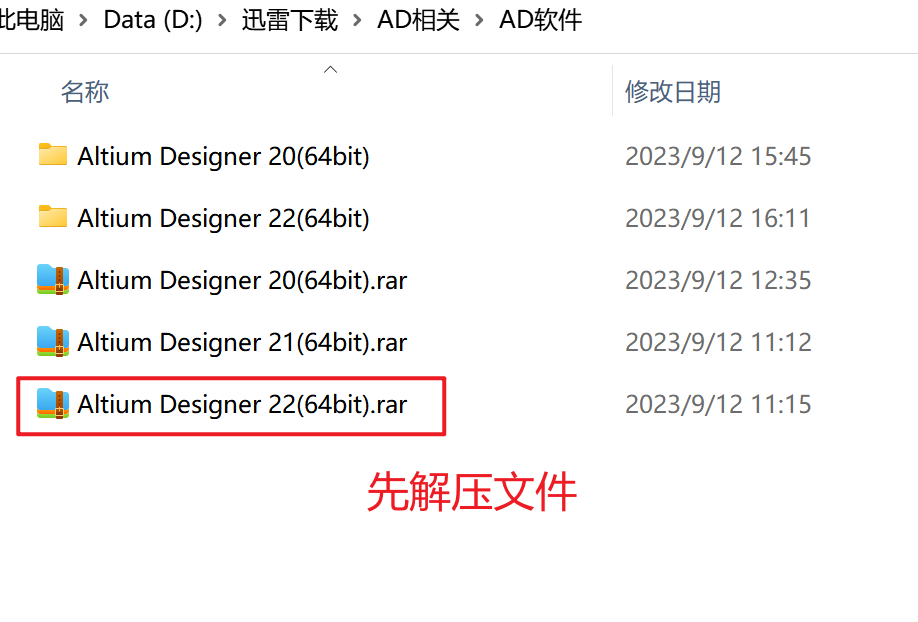 此电脑 > Data (D:) > 迅雷下载 > AD相关 > AD软件
名称 修改日期
Altium Designer 20(64bit) 2023/9/12 15:45
Altium Designer 22(64bit) 2023/9/12 16:11
Altium Designer 20(64bit).rar 2023/9/12 12:35
Altium Designer 21(64bit).rar 2023/9/12 11:12
Altium Designer 22(64bit).rar 2023/9/12 11:15
先解压文件